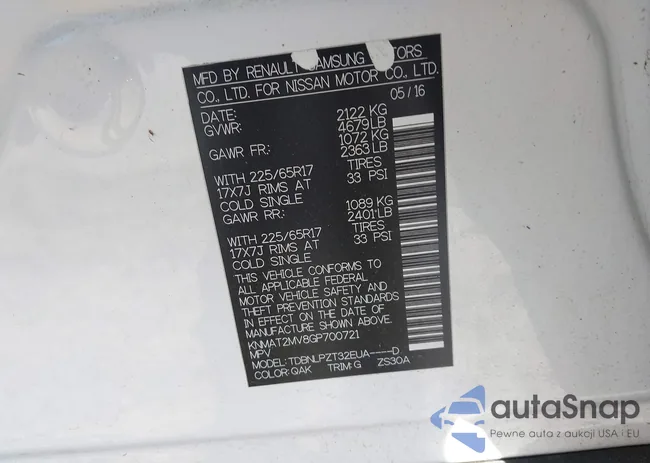 MFD BY RENAULT SAMSUNG MOTORS
CO., LTD. FOR NISSAN MOTOR CO., LTD.
DATE: 05/16
GVWR: 2122 KG
4679 LB
GAWR FR: 1072 KG
2363 LB
WITH 225/65R17 TIRES
17X7J RIMS AT 33 PSI
COLD SINGLE
GAWR RR: 1089 KG
2401 LB
WITH 225/65R17 TIRES
17X7J RIMS AT 33 PSI
COLD SINGLE
THIS VEHICLE CONFORMS TO
ALL APPLICABLE FEDERAL
MOTOR VEHICLE SAFETY AND
THEFT PREVENTION STANDARDS
IN EFFECT ON THE DATE OF
MANUFACTURE SHOWN ABOVE.
KNMAT2MV8GP700721
MPV
MODEL: TDBNLPZT32EUA----D
COLOR: QAK TRIM: G ZS30A
autoSnap
Pewne auta z aukcji USA i EU